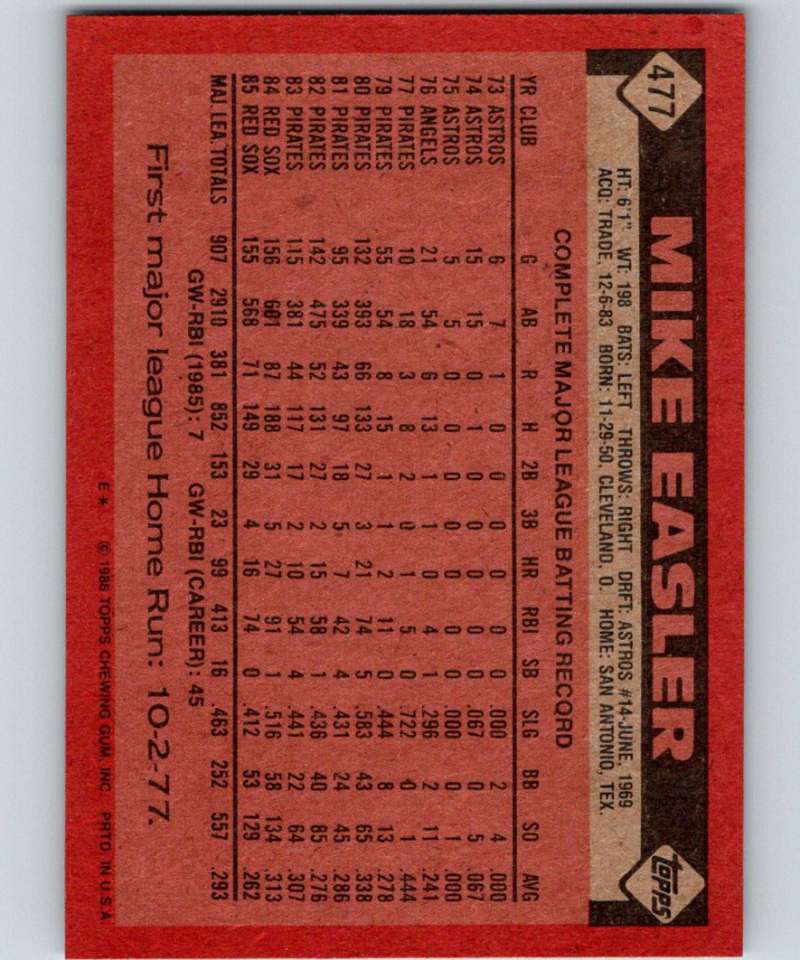 477 MIKE EASLER topps
HT: 6'1" WT: 198 BATS: LEFT THROWS: RIGHT DRFT: ASTROS #14-JUNE, 1969
ACQ: TRADE, 12-6-83 BORN: 11-29-50, CLEVELAND, O. HOME: SAN ANTONIO, TEX.
COMPLETE MAJOR LEAGUE BATTING RECORD
YR CLUB G AB R H 2B 3B HR RBI SB SLG BB SO AVG
73 ASTROS 6 7 1 0 0 0 0 0 0 .000 2 4 .000
74 ASTROS 15 15 0 1 0 0 0 0 0 .067 0 5 .067
75 ASTROS 5 5 0 0 0 0 0 0 0 .000 0 1 .000
76 ANGELS 21 54 6 13 1 1 0 4 1 .296 2 11 .241
77 PIRATES 10 18 3 8 2 0 1 5 0 .722 0 1 .444
79 PIRATES 55 54 8 15 1 1 2 11 0 .444 8 13 .278
80 PIRATES 132 393 66 133 27 3 21 74 5 .583 43 65 .338
81 PIRATES 95 339 43 97 18 5 7 42 4 .431 24 45 .286
82 PIRATES 142 475 52 131 27 2 15 58 1 .436 40 85 .276
83 PIRATES 115 381 44 117 17 2 10 54 4 .441 22 64 .307
84 RED SOX 156 601 87 188 31 5 27 91 1 .516 58 134 .313
85 RED SOX 155 568 71 149 29 4 16 74 0 .412 53 129 .262
MAJ. LEA. TOTALS 907 2910 381 852 153 23 99 413 16 .463 252 557 .293
GW-RBI (1985): 7 GW-RBI (CAREER): 45
First major league Home Run: 10-2-77.
E* © 1986 TOPPS CHEWING GUM, INC. PRTD. IN U.S.A.